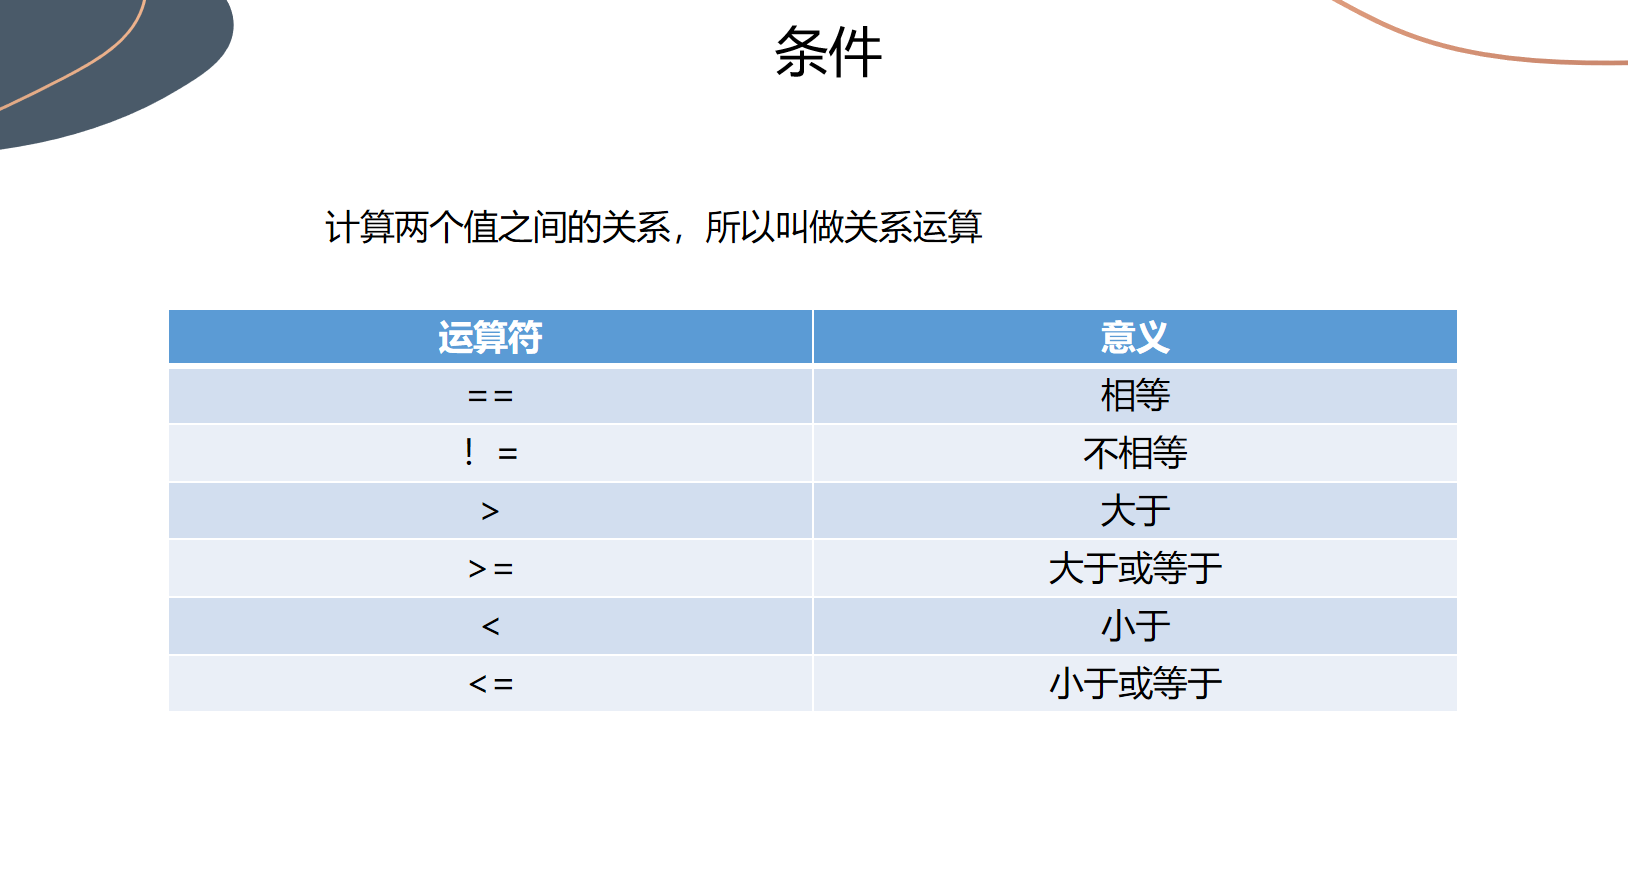 条件
计算两个值之间的关系，所以叫做关系运算
运算符 意义
== 相等
！= 不相等
> 大于
>= 大于或等于
< 小于
<= 小于或等于